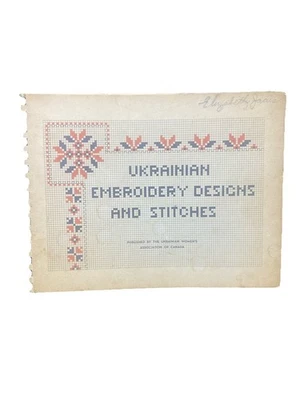 UKRAINIAN
EMBROIDERY DESIGNS
AND STITCHES
PUBLISHED BY THE UKRAINIAN WOMEN'S
ASSOCIATION OF CANADA